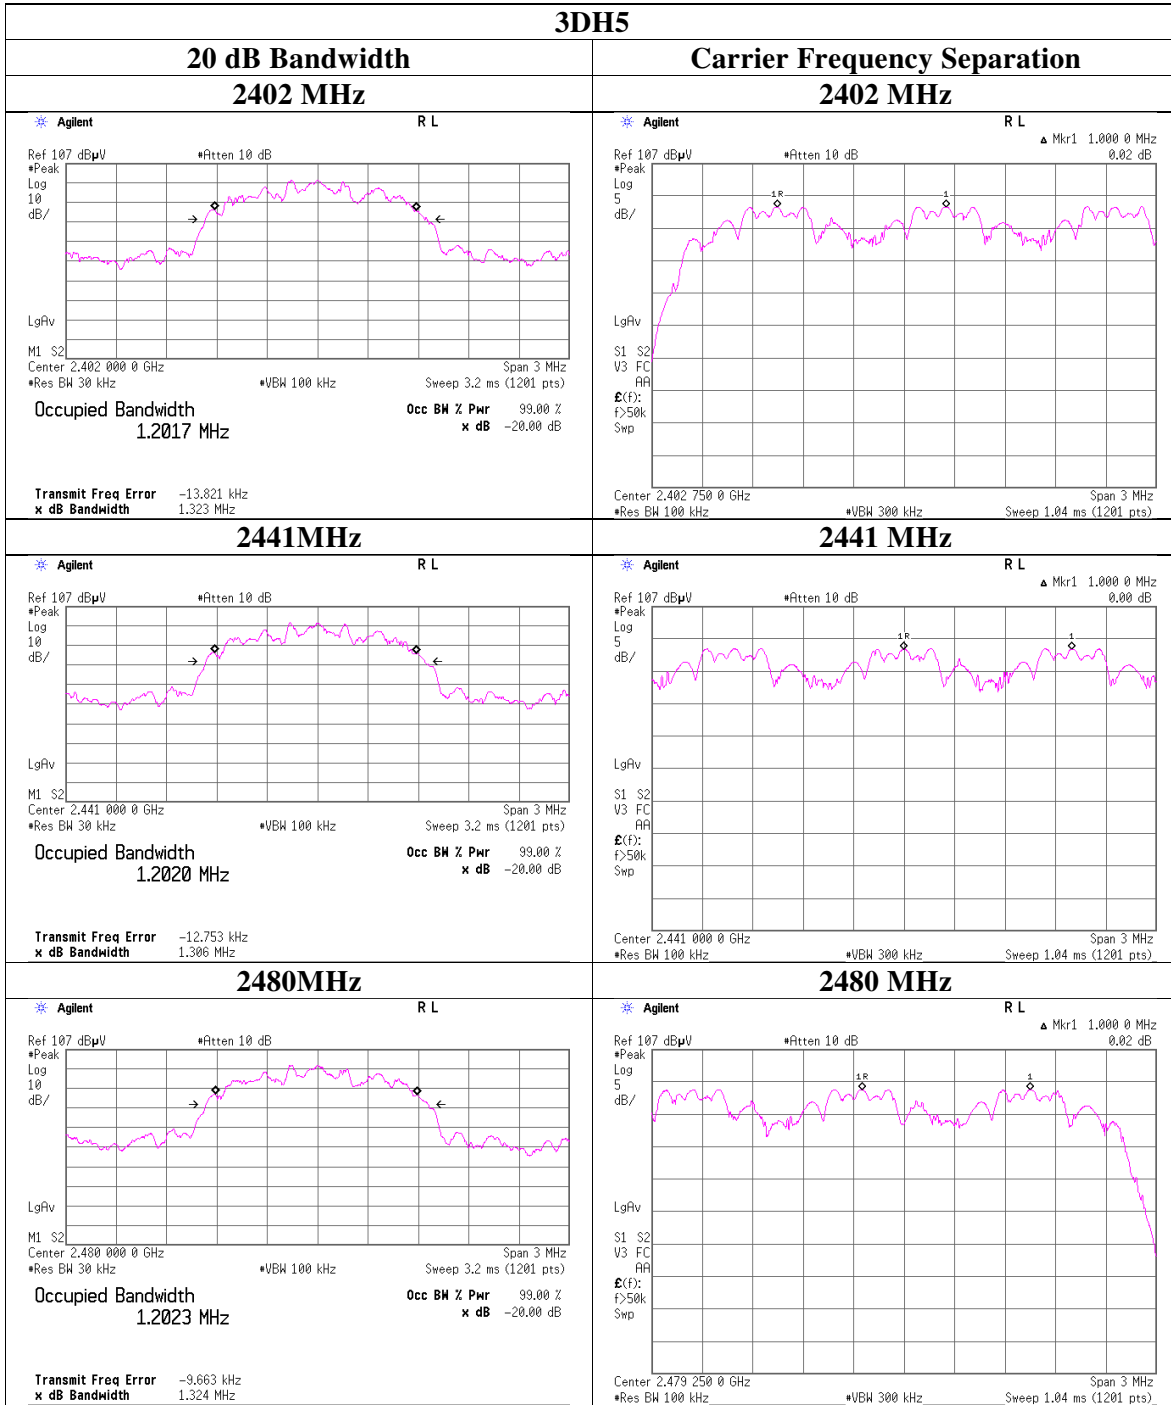 3DH5
20 dB Bandwidth
Carrier Frequency Separation
2402 MHz
2402 MHz
Agilent
R L
Ref 107 dBµV
#Atten 10 dB
#Peak
Log
10
dB/
LgAv
M1 S2
Center 2.402 000 0 GHz
Span 3 MHz
#Res BW 30 kHz
#VBW 100 kHz
Sweep 3.2 ms (1201 pts)
Occupied Bandwidth
1.2017 MHz
Occ BW % Pwr 99.00 %
x dB -20.00 dB
Transmit Freq Error -13.821 kHz
x dB Bandwidth 1.323 MHz
Agilent
R L
Δ Mkr1 1.000 0 MHz
Ref 107 dBµV
#Atten 10 dB
0.02 dB
#Peak
Log
5
dB/
1R
1
LgAv
S1 S2
V3 FC
AA
£(f):
f>50k
Swp
Center 2.402 750 0 GHz
Span 3 MHz
#Res BW 100 kHz
#VBW 300 kHz
Sweep 1.04 ms (1201 pts)
2441MHz
2441 MHz
Agilent
R L
Ref 107 dBµV
#Atten 10 dB
#Peak
Log
10
dB/
LgAv
M1 S2
Center 2.441 000 0 GHz
Span 3 MHz
#Res BW 30 kHz
#VBW 100 kHz
Sweep 3.2 ms (1201 pts)
Occupied Bandwidth
1.2020 MHz
Occ BW % Pwr 99.00 %
x dB -20.00 dB
Transmit Freq Error -12.753 kHz
x dB Bandwidth 1.306 MHz
Agilent
R L
Δ Mkr1 1.000 0 MHz
Ref 107 dBµV
#Atten 10 dB
0.00 dB
#Peak
Log
5
dB/
1R
1
LgAv
S1 S2
V3 FC
AA
£(f):
f>50k
Swp
Center 2.441 000 0 GHz
Span 3 MHz
#Res BW 100 kHz
#VBW 300 kHz
Sweep 1.04 ms (1201 pts)
2480MHz
2480 MHz
Agilent
R L
Ref 107 dBµV
#Atten 10 dB
#Peak
Log
10
dB/
LgAv
M1 S2
Center 2.480 000 0 GHz
Span 3 MHz
#Res BW 30 kHz
#VBW 100 kHz
Sweep 3.2 ms (1201 pts)
Occupied Bandwidth
1.2023 MHz
Occ BW % Pwr 99.00 %
x dB -20.00 dB
Transmit Freq Error -9.663 kHz
x dB Bandwidth 1.324 MHz
Agilent
R L
Δ Mkr1 1.000 0 MHz
Ref 107 dBµV
#Atten 10 dB
0.02 dB
#Peak
Log
5
dB/
1R
1
LgAv
S1 S2
V3 FC
AA
£(f):
f>50k
Swp
Center 2.479 250 0 GHz
Span 3 MHz
#Res BW 100 kHz
#VBW 300 kHz
Sweep 1.04 ms (1201 pts)